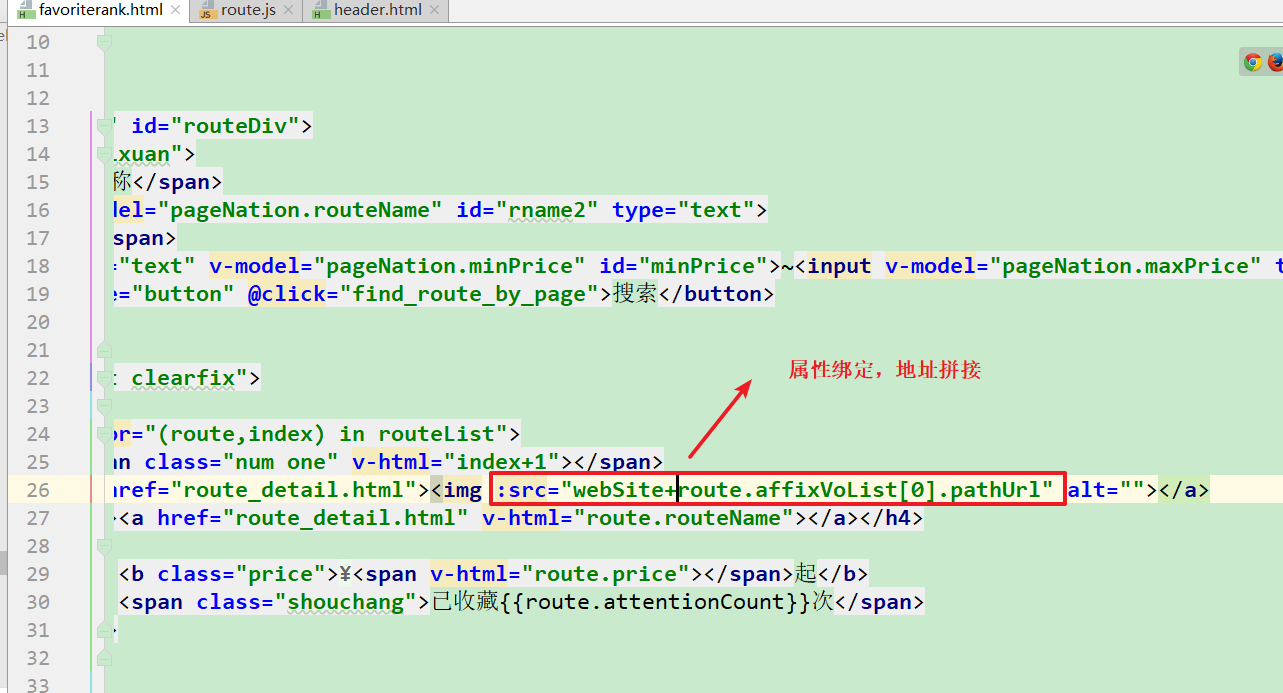 favoriterank.html × route.js × header.html ×
10
11
12
13 " id="routeDiv">
14 ixuan">
15 称</span>
16 del="pageNation.routeName" id="rname2" type="text">
17 span>
18 ="text" v-model="pageNation.minPrice" id="minPrice">~<input v-model="pageNation.maxPrice" t
19 e="button" @click="find_route_by_page">搜索</button>
20
21
属性绑定，地址拼接
22 t clearfix">
23
24 or="(route,index) in routeList">
25 an class="num one" v-html="index+1"></span>
26 href="route_detail.html"><img :src="webSite+route.affixVoList[0].pathUrl" alt=""></a>
27 ><a href="route_detail.html" v-html="route.routeName"></a></h4>
28
29 <b class="price">¥<span v-html="route.price"></span>起</b>
30 <span class="shouchang">已收藏{{route.attentionCount}}次</span>
31 >
32
33